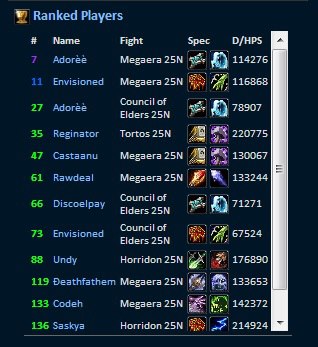 Ranked Players
# Name Fight Spec D/HPS
7 Adorèè Megaera 25N 114276
11 Envisioned Megaera 25N 116868
27 Adorèè Council of Elders 25N 78907
35 Reginator Tortos 25N 220775
47 Castaanu Megaera 25N 130067
61 Rawdeal Megaera 25N 133244
66 Discoelpay Council of Elders 25N 71271
73 Envisioned Council of Elders 25N 67524
88 Undy Horridon 25N 176890
119 Ðeathfathem Megaera 25N 133653
133 Codeh Megaera 25N 142372
136 Saskya Horridon 25N 214924